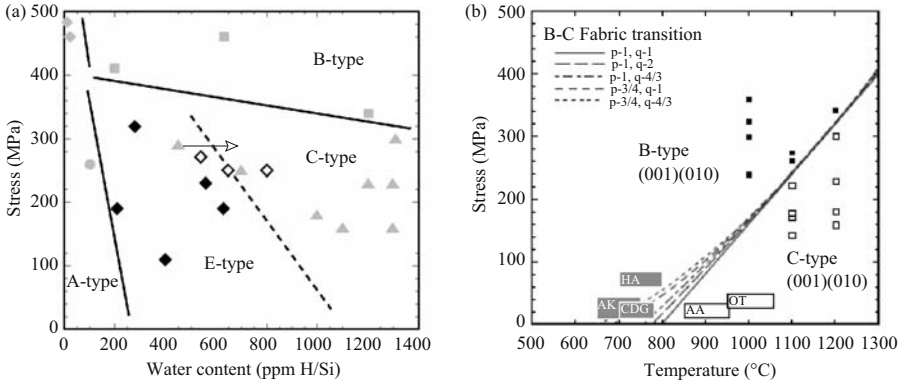 (a)
500
400
300
200
100
0
Stress (MPa)
B-type
C-type
E-type
A-type
0 200 400 600 800 1000 1200 1400
Water content (ppm H/Si)
(b)
500
400
300
200
100
0
Stress (MPa)
B-C Fabric transition
p-1, q-1
p-1, q-2
p-1, q-4/3
p-3/4, q-1
p-3/4, q-4/3
B-type
(001)(010)
C-type
(001)(010)
HA
AK
CDG
AA
OT
500 600 700 800 900 1000 1100 1200 1300
Temperature (°C)